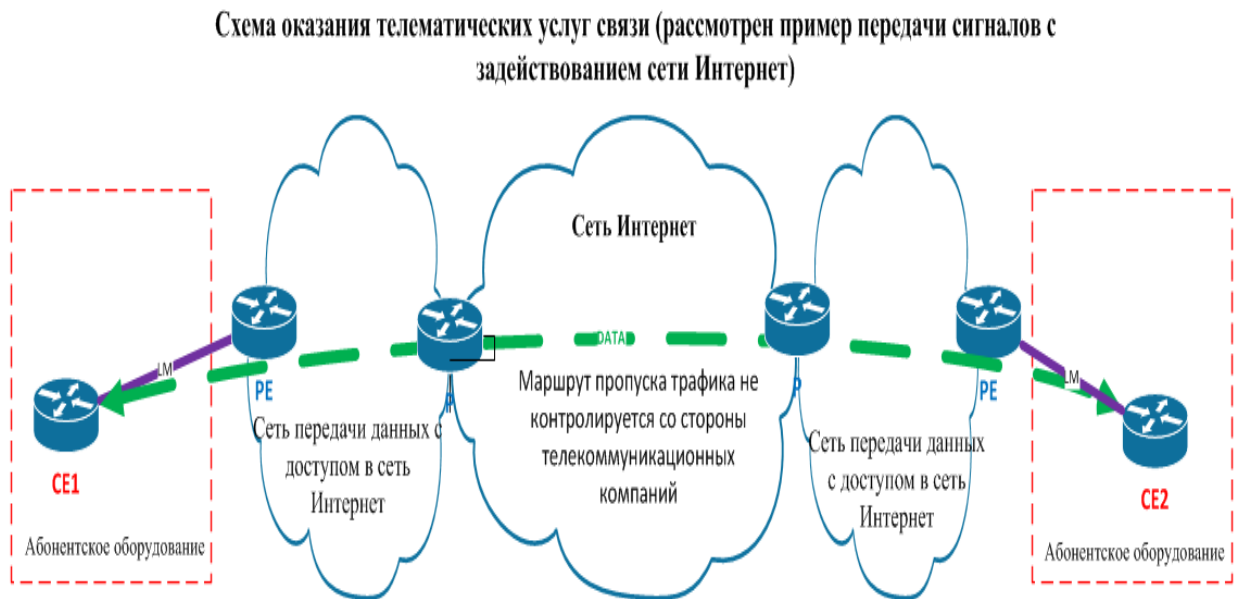 Схема оказания телематических услуг связи (рассмотрен пример передачи сигналов с
задействованием сети Интернет)
Сеть Интернет
DATA
LM
LM
Маршрут пропуска трафика не
контролируется со стороны
телекоммуникационных
компаний
PE
P
P
PE
Сеть передачи данных с
доступом в сеть
Интернет
Сеть передачи данных
с доступом в сеть
Интернет
CE1
CE2
Абонентское оборудование
Абонентское оборудование